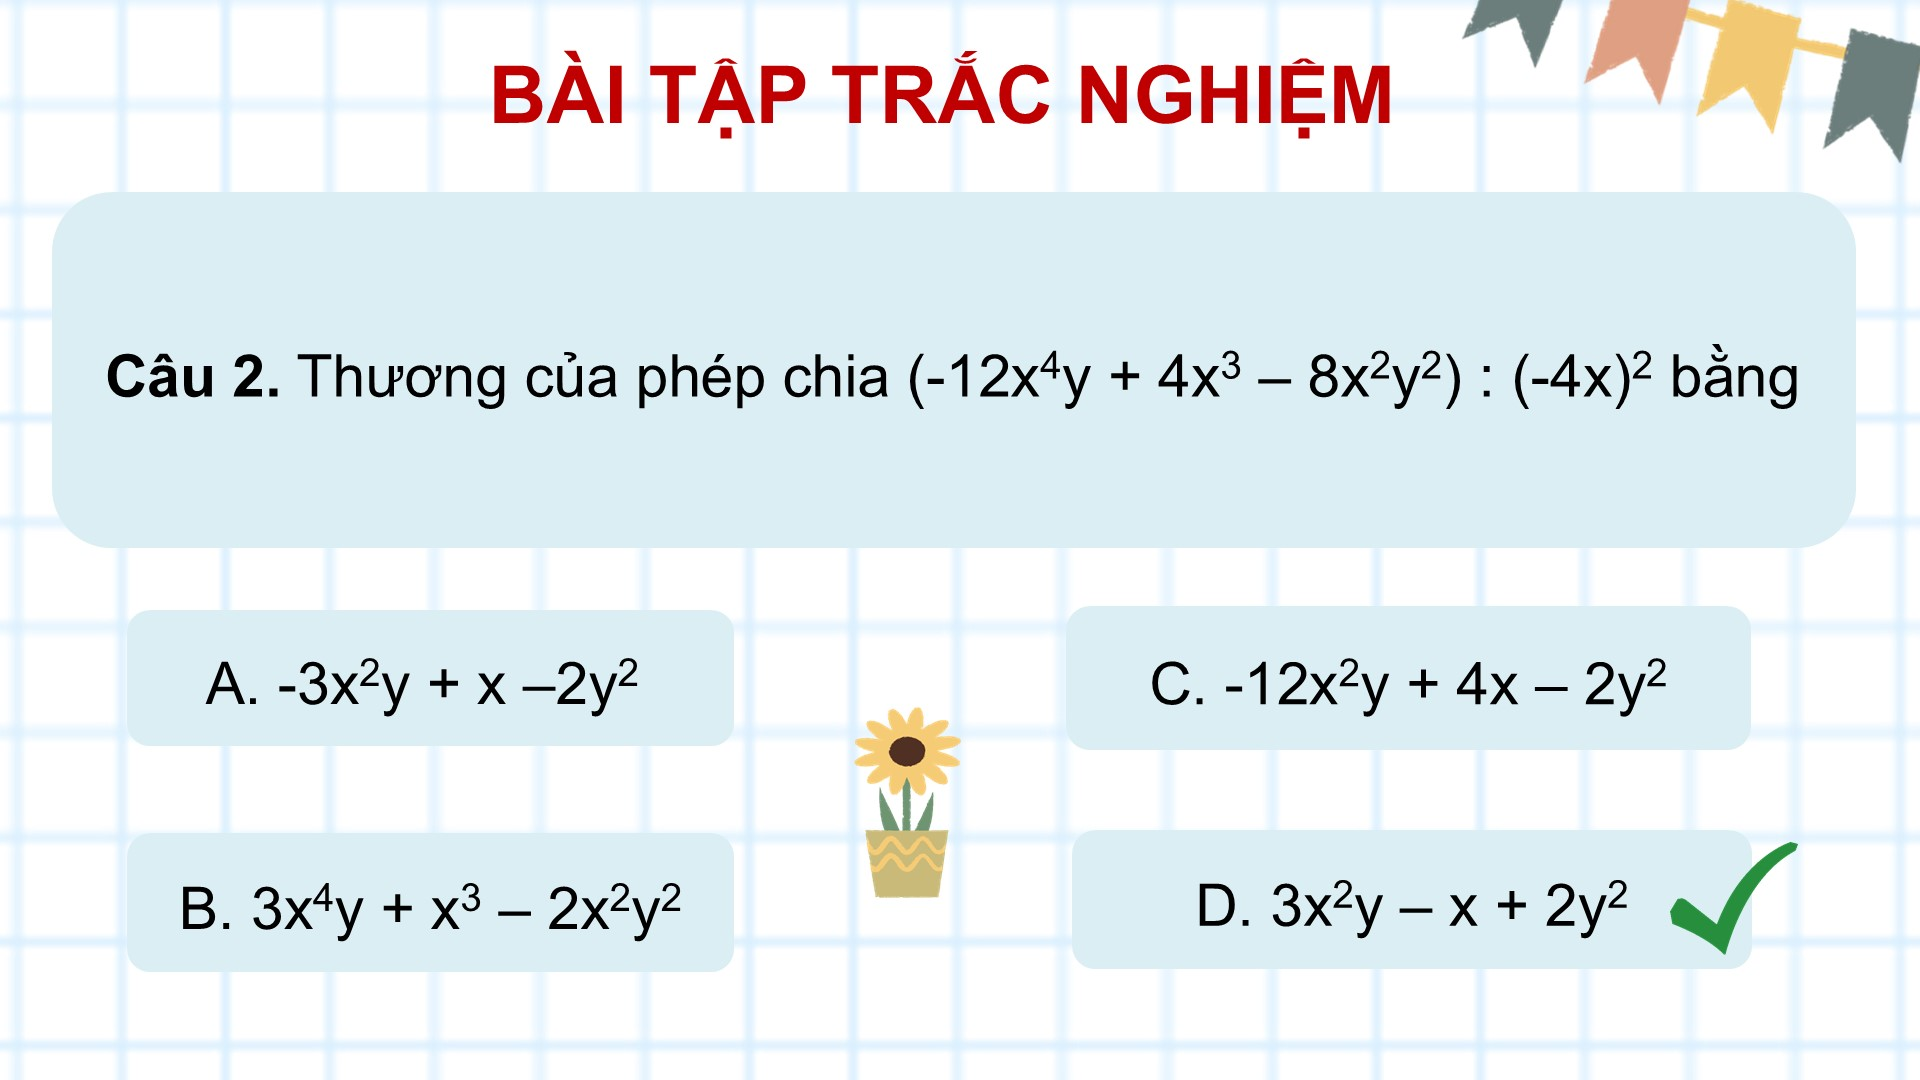 BÀI TẬP TRẮC NGHIỆM
Câu 2. Thương của phép chia (-12x⁴y + 4x³ – 8x²y²) : (-4x)² bằng
A. -3x²y + x –2y²
C. -12x²y + 4x – 2y²
B. 3x⁴y + x³ – 2x²y²
D. 3x²y – x + 2y²